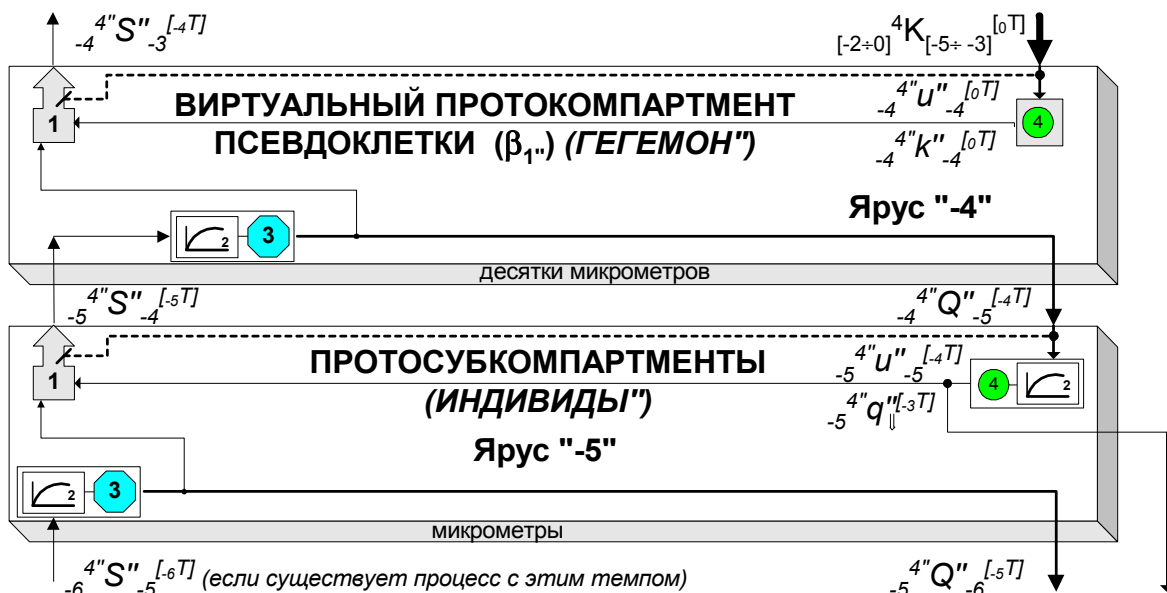 -4 4" S" -3 [-4T]
[-2÷0] 4 K [-5÷ -3] [0T]
ВИРТУАЛЬНЫЙ ПРОТОКОМПАРТМЕНТ
ПСЕВДОКЛЕТКИ (β1") (ГЕГЕМОН")
1
-4 4" u" -4 [0T]
4
-4 4" k" -4 [0T]
Ярус "-4"
2 3
десятки микрометров
-5 4" S" -4 [-5T]
-4 4" Q" -5 [-4T]
ПРОТОСУБКОМПАРТМЕНТЫ
(ИНДИВИДЫ")
1
-5 4" u" -5 [-4T]
4 2
-5 4" q" ⇓ [-3T]
Ярус "-5"
2 3
микрометры
-6 4" S" -5 [-6T] (если существует процесс с этим темпом)
-5 4" Q" -6 [-5T]